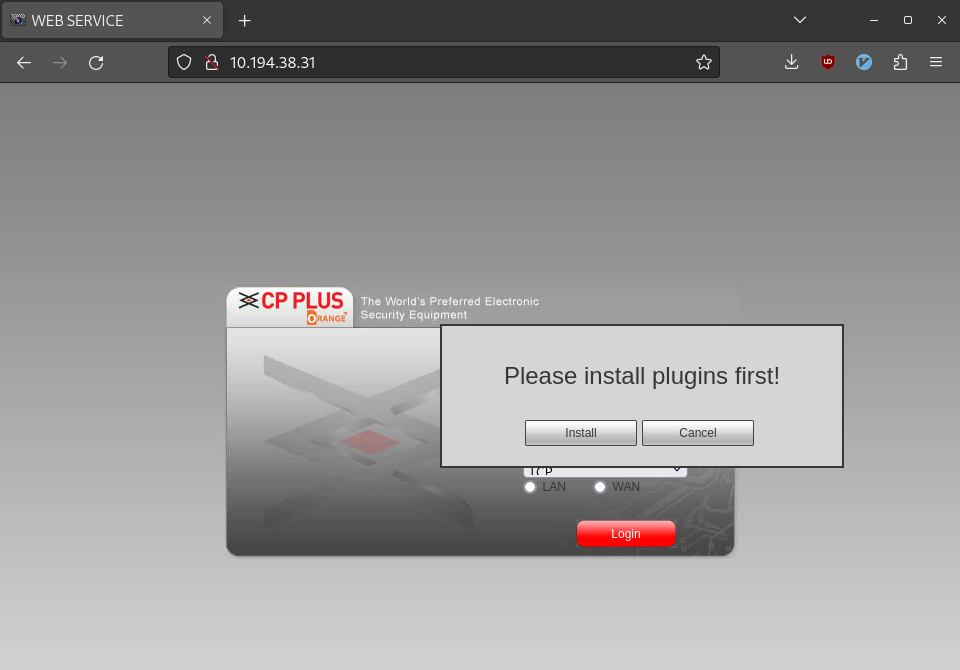 WEB SERVICE
10.194.38.31
CP PLUS
ORANGE
The World's Preferred Electronic
Security Equipment
Please install plugins first!
Install Cancel
TCP
LAN WAN
Login